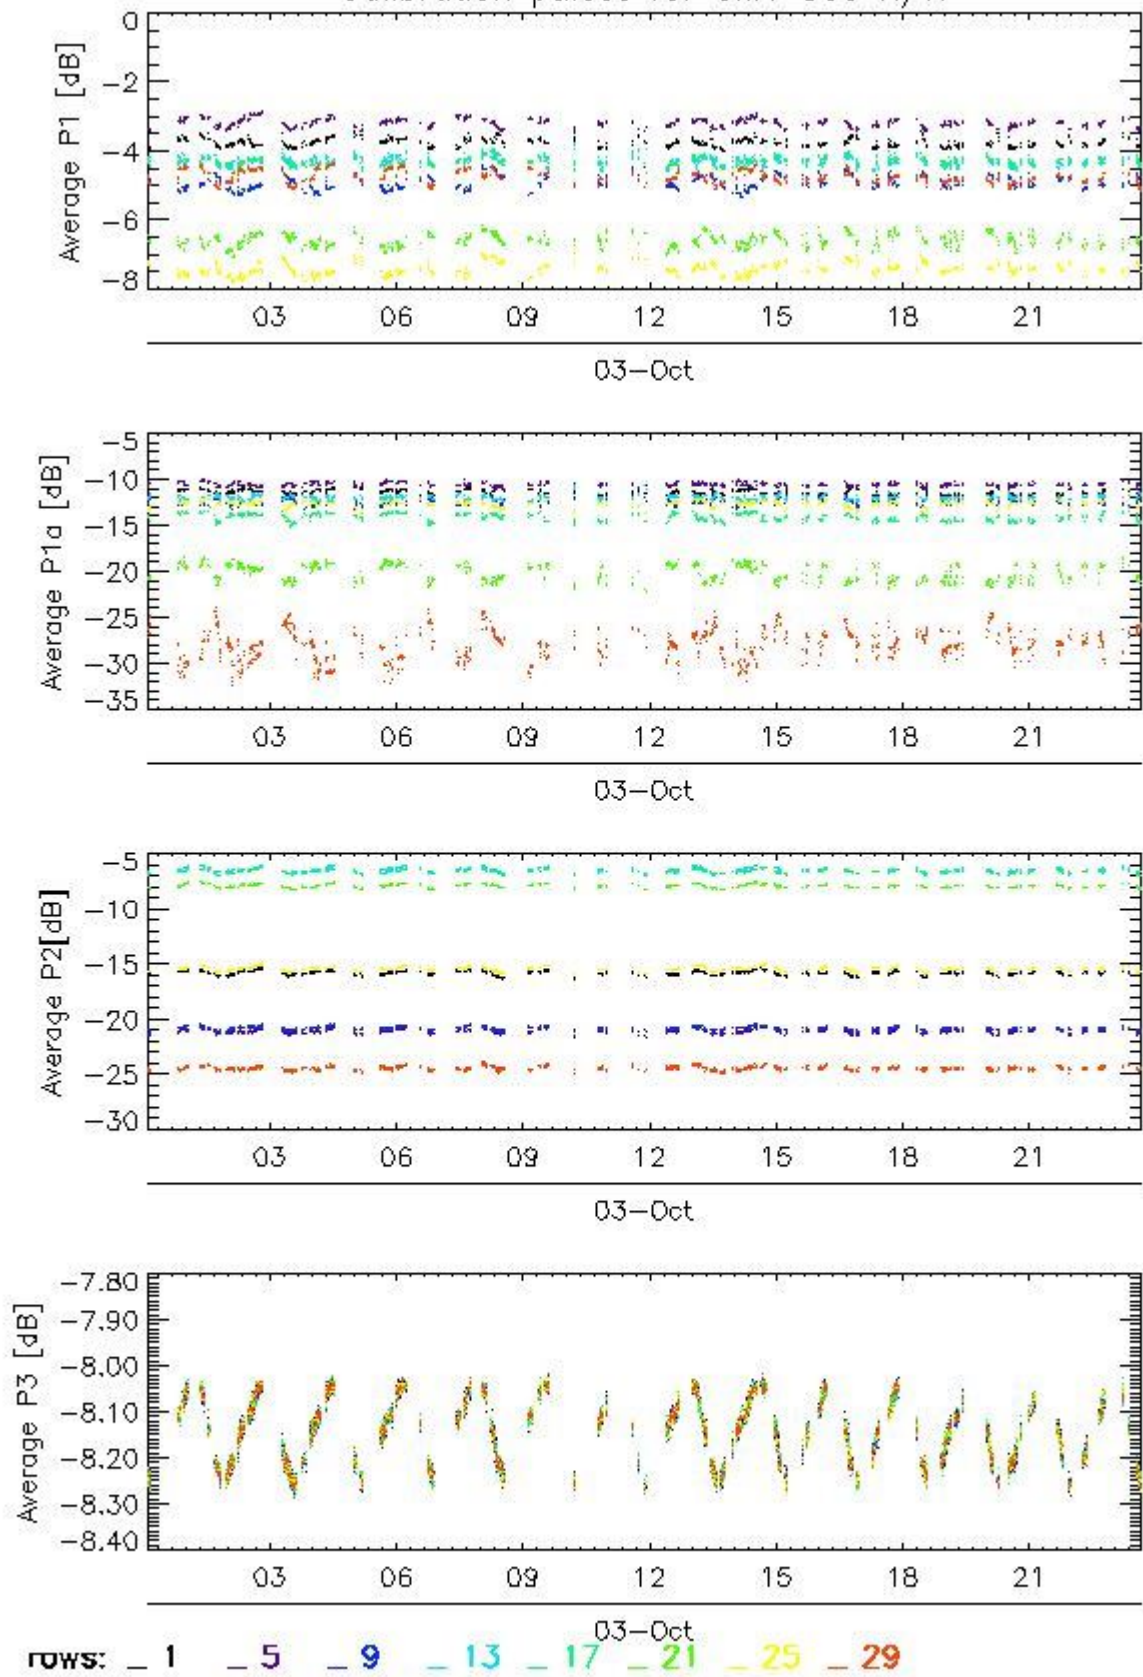 Average P1 [dB]
0
-2
-4
-6
-8
03 06 09 12 15 18 21
03-Oct
Average P1a [dB]
-5
-10
-15
-20
-25
-30
-35
03 06 09 12 15 18 21
03-Oct
Average P2[dB]
-5
-10
-15
-20
-25
-30
03 06 09 12 15 18 21
03-Oct
Average P3 [dB]
-7.80
-7.90
-8.00
-8.10
-8.20
-8.30
-8.40
03 06 09 12 15 18 21
03-Oct
rows: _ 1 _ 5 _ 9 _ 13 _ 17 _ 21 _ 25 _ 29